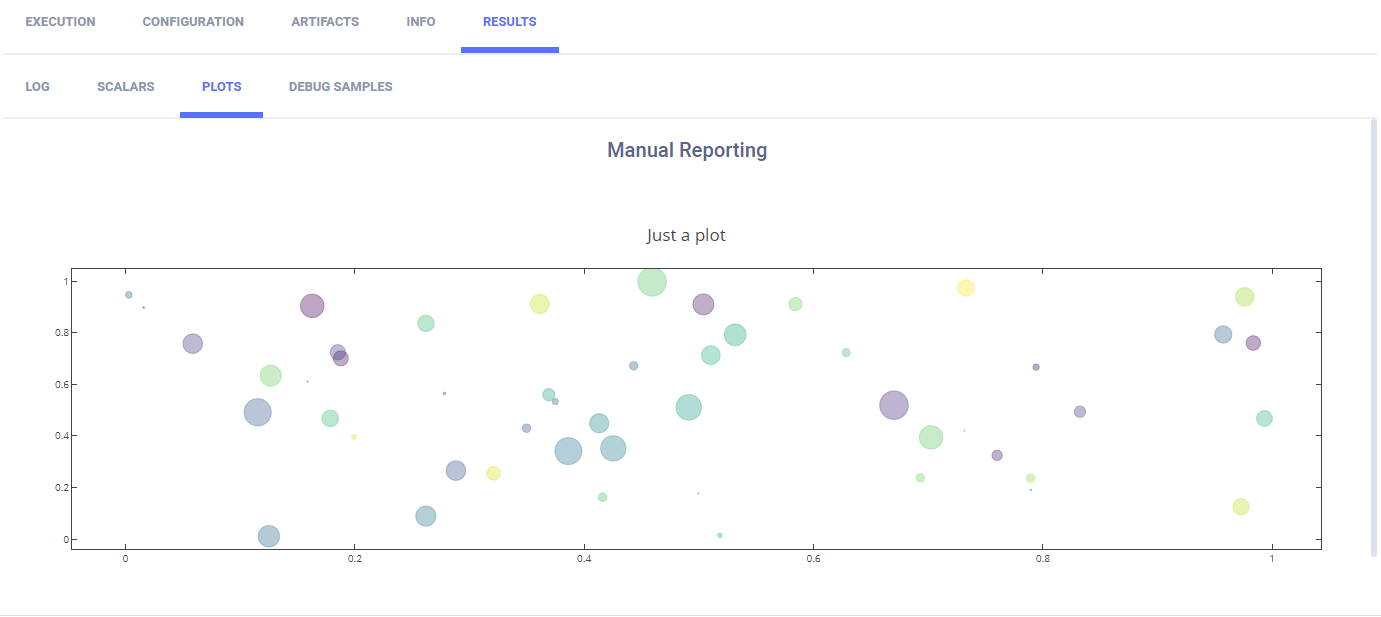 EXECUTION CONFIGURATION ARTIFACTS INFO RESULTS
LOG SCALARS PLOTS DEBUG SAMPLES
Manual Reporting
Just a plot
1
0.8
0.6
0.4
0.2
0
0 0.2 0.4 0.6 0.8 1